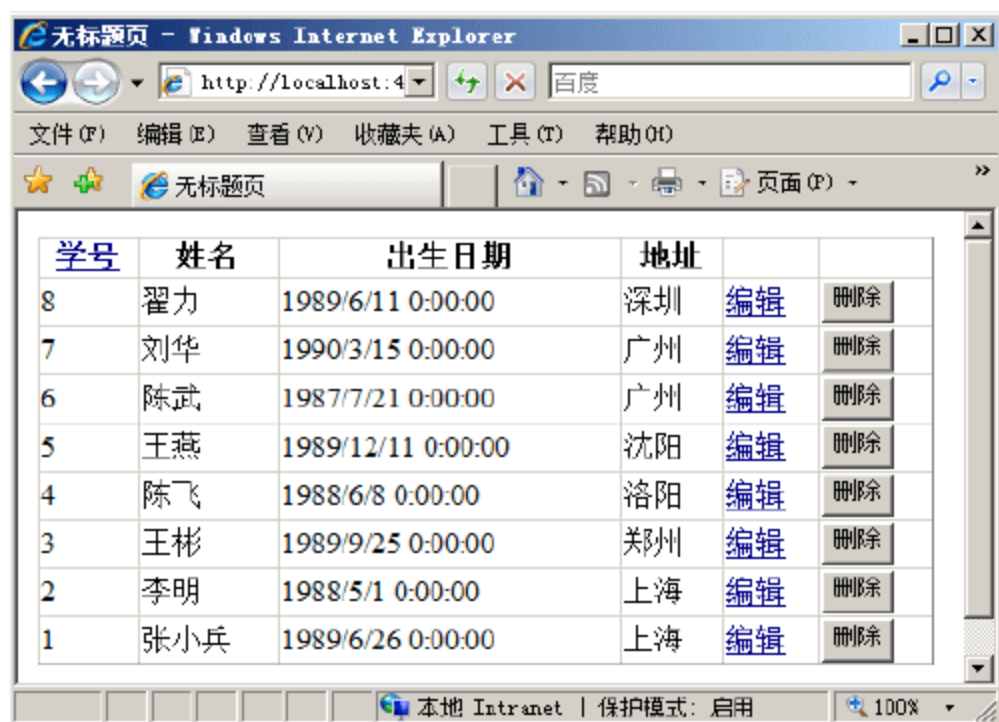 无标题页 - Windows Internet Explorer
http://localhost:4 百度
文件(F) 编辑(E) 查看(V) 收藏夹(A) 工具(T) 帮助(H)
无标题页 页面(P) »
学号 姓名 出生日期 地址
8 翟力 1989/6/11 0:00:00 深圳 编辑 删除
7 刘华 1990/3/15 0:00:00 广州 编辑 删除
6 陈武 1987/7/21 0:00:00 广州 编辑 删除
5 王燕 1989/12/11 0:00:00 沈阳 编辑 删除
4 陈飞 1988/6/8 0:00:00 洛阳 编辑 删除
3 王彬 1989/9/25 0:00:00 郑州 编辑 删除
2 李明 1988/5/1 0:00:00 上海 编辑 删除
1 张小兵 1989/6/26 0:00:00 上海 编辑 删除
本地 Intranet | 保护模式: 启用 100%